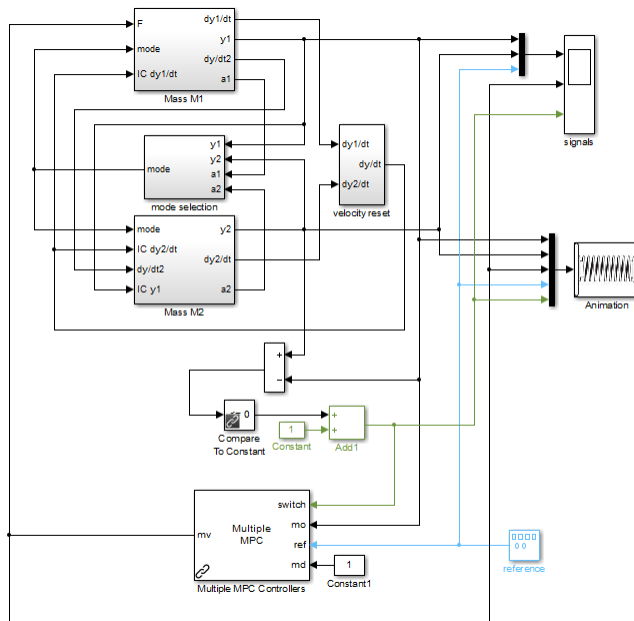 F
mode
IC dy1/dt
dy1/dt
y1
dy/dt2
a1
Mass M1
mode
y1
y2
a1
a2
mode selection
dy1/dt
dy/dt
dy2/dt
velocity reset
signals
mode
IC dy2/dt
dy/dt2
IC y1
y2
dy2/dt
a2
Mass M2
Animation
+
−
0
Compare
To Constant
1
Constant
+
+
Add1
mv
Multiple
MPC
switch
mo
ref
md
Multiple MPC Controllers
1
Constant1
reference